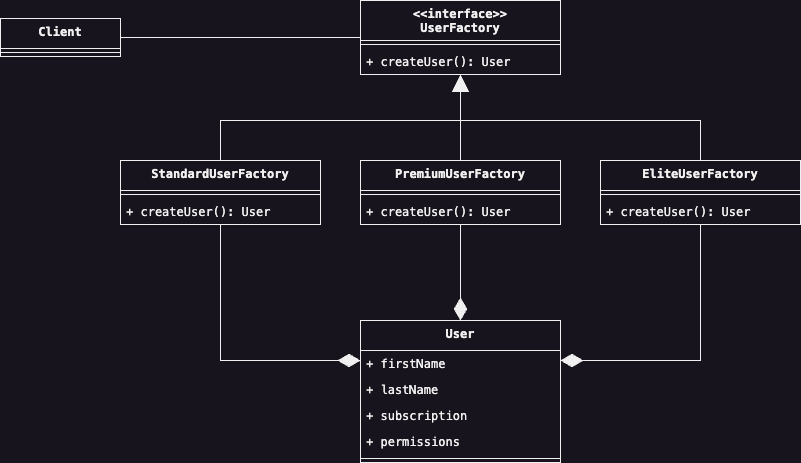 <<interface>>
UserFactory
Client
+ createUser(): User
StandardUserFactory
PremiumUserFactory
EliteUserFactory
+ createUser(): User
+ createUser(): User
+ createUser(): User
User
+ firstName
+ lastName
+ subscription
+ permissions